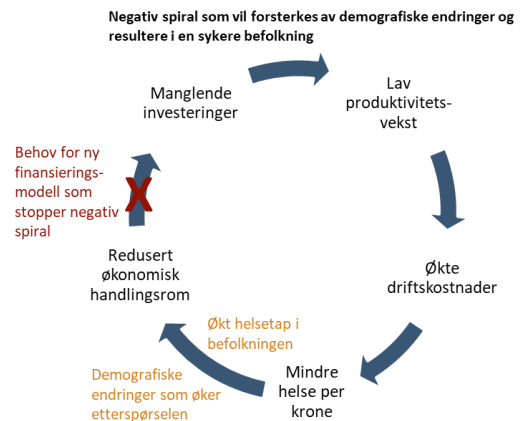 Negativ spiral som vil forsterkes av demografiske endringer og
resultere i en sykere befolkning
Manglende
investeringer
Lav
produktivitets-
vekst
Økte
driftskostnader
Mindre
helse per
krone
Økt helsetap i
befolkningen
Demografiske
endringer som øker
etterspørselen
Redusert
økonomisk
handlingsrom
Behov for ny
finansierings-
modell som
stopper negativ
spiral
X